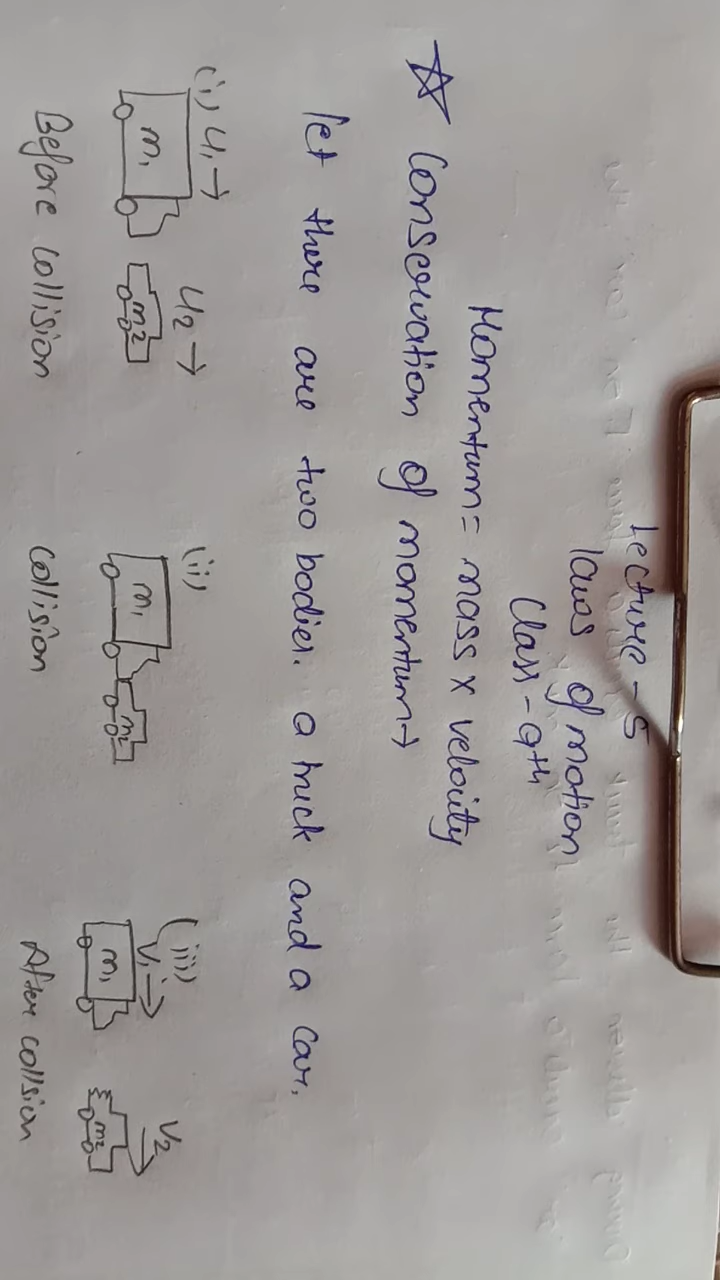 Lecture - 5
laws of motion
Class - 9th
Momentum = mass x velocity
☆ Conservation of momentum →
let there are two bodies. a truck and a car.
(i) U₁ → U₂ →
m₁ m2
Before collision
(ii)
m₁ m2
Collision
(iii)
V₁ → V₂ →
m₁ m2
After collsion